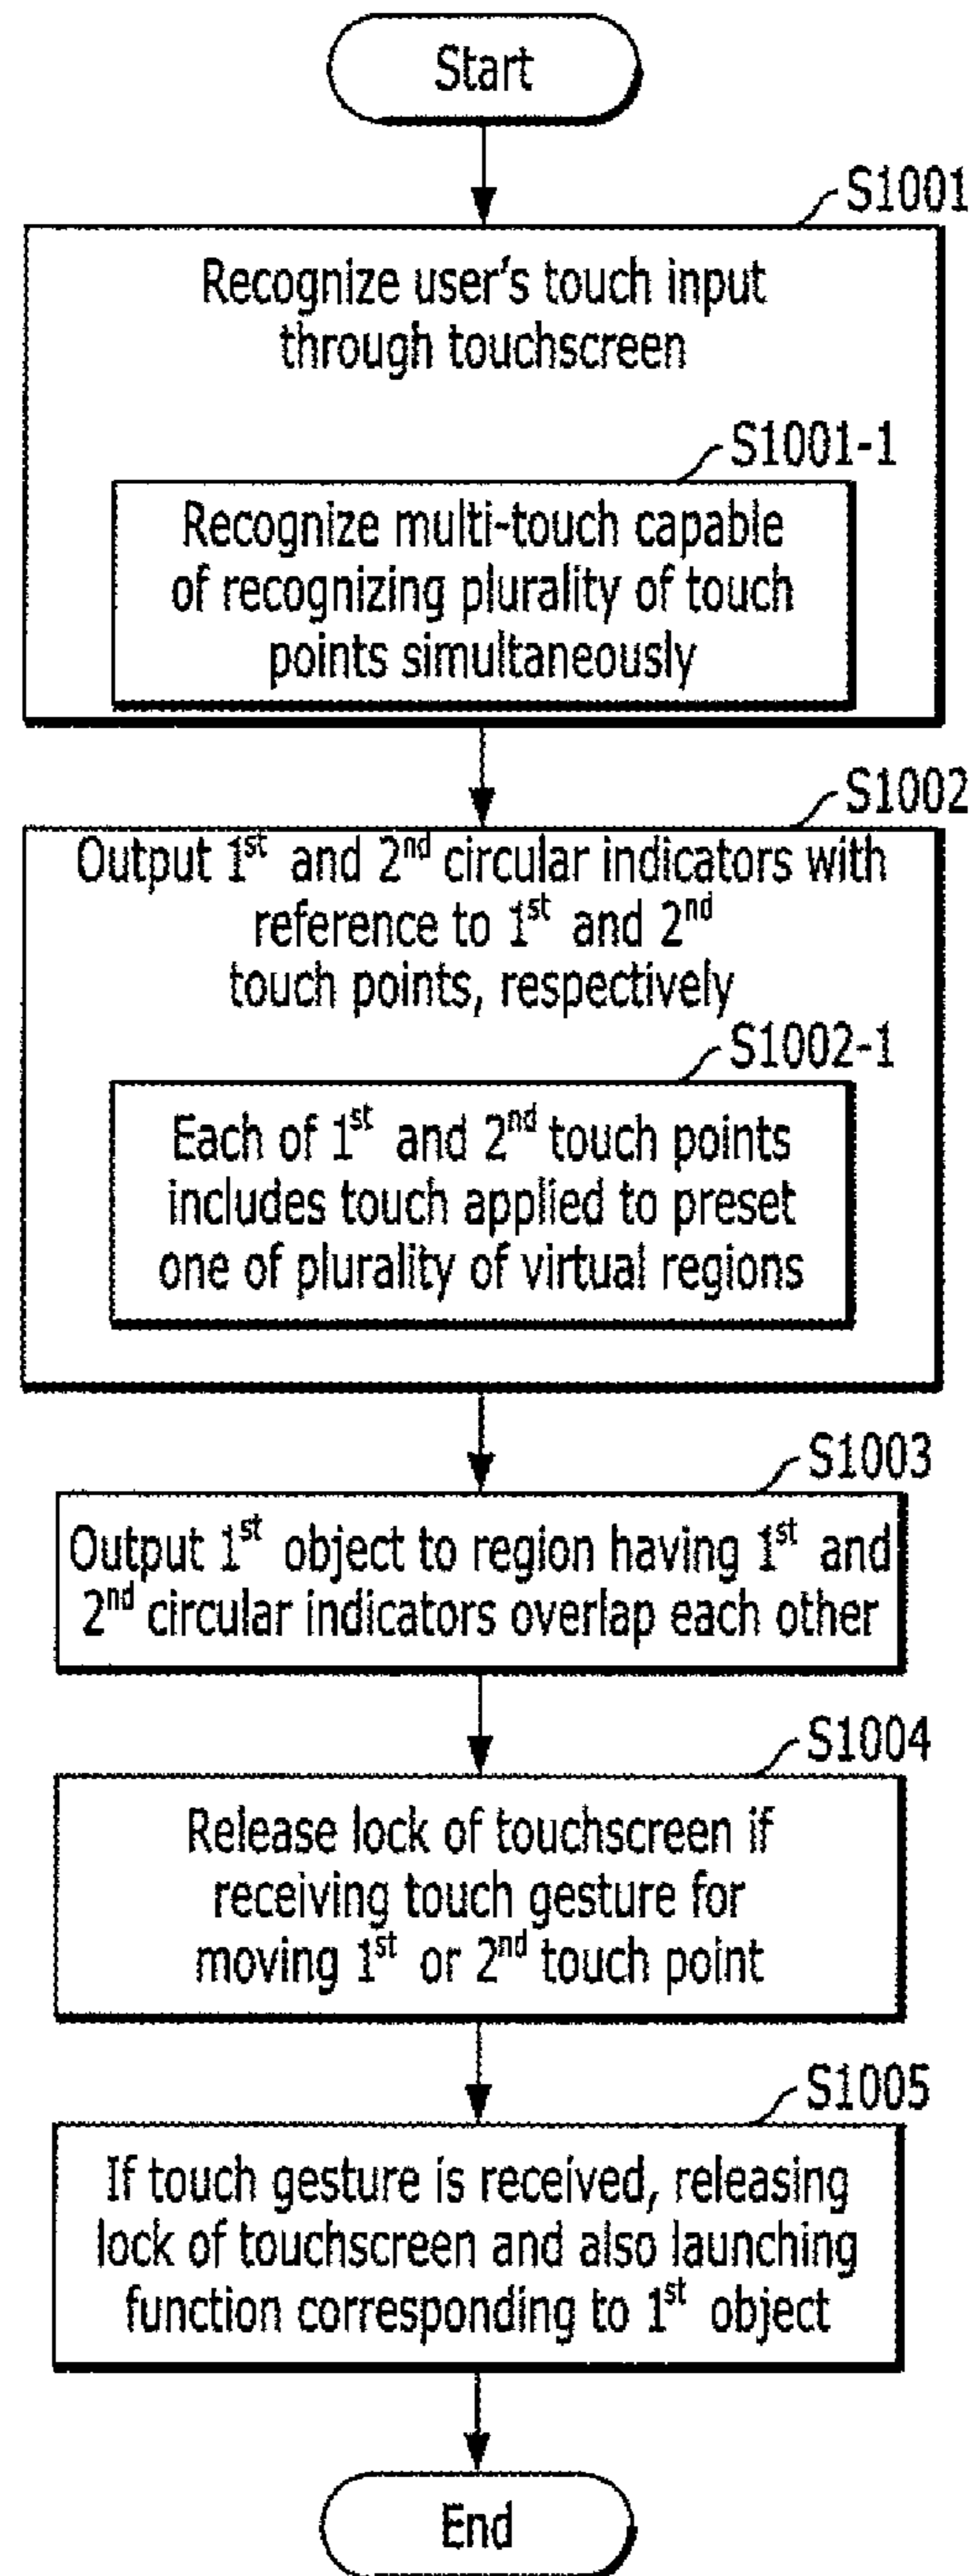 Start
S1001
Recognize user's touch input
through touchscreen
S1001-1
Recognize multi-touch capable
of recognizing plurality of touch
points simultaneously
S1002
Output 1st and 2nd circular indicators with
reference to 1st and 2nd
touch points, respectively
S1002-1
Each of 1st and 2nd touch points
includes touch applied to preset
one of plurality of virtual regions
S1003
Output 1st object to region having 1st and
2nd circular indicators overlap each other
S1004
Release lock of touchscreen if
receiving touch gesture for
moving 1st or 2nd touch point
S1005
If touch gesture is received, releasing
lock of touchscreen and also launching
function corresponding to 1st object
End